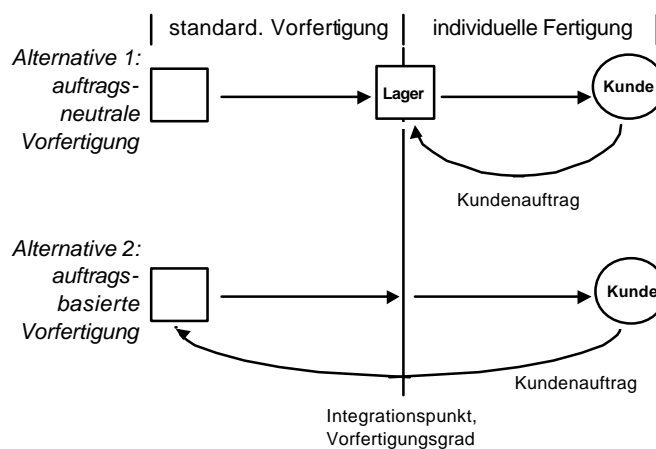 standard. Vorfertigung
individuelle Fertigung
Alternative 1:
auftrags-
neutrale
Vorfertigung
Lager
Kunde
Kundenauftrag
Alternative 2:
auftrags-
basierte
Vorfertigung
Kunde
Kundenauftrag
Integrationspunkt,
Vorfertigungsgrad